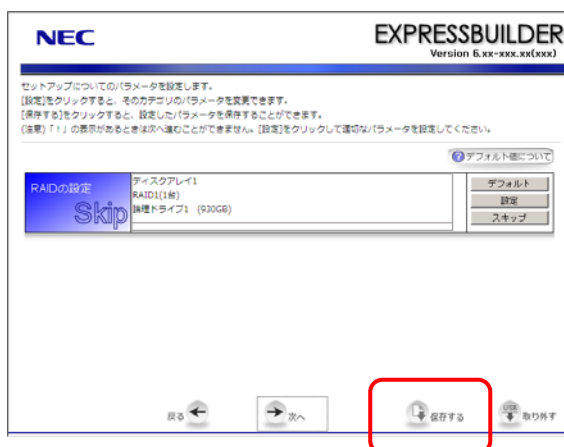 NEC
EXPRESSBUILDER
Version 6.xx-xxx.xx(xxx)
セットアップについてのパラメータを設定します。
[設定]をクリックすると、そのカテゴリのパラメータを変更できます。
[保存する]をクリックすると、設定したパラメータを保存することができます。
(注意)「！」の表示があるときは次へ進むことができません。[設定]をクリックして適切なパラメータを設定してください。
?デフォルト値について
RAIDの設定
Skip
ディスクアレイ1
RAID1(1台)
論理ドライブ1 (930GB)
デフォルト
設定
スキップ
戻る
次へ
保存する
USB
取り外す